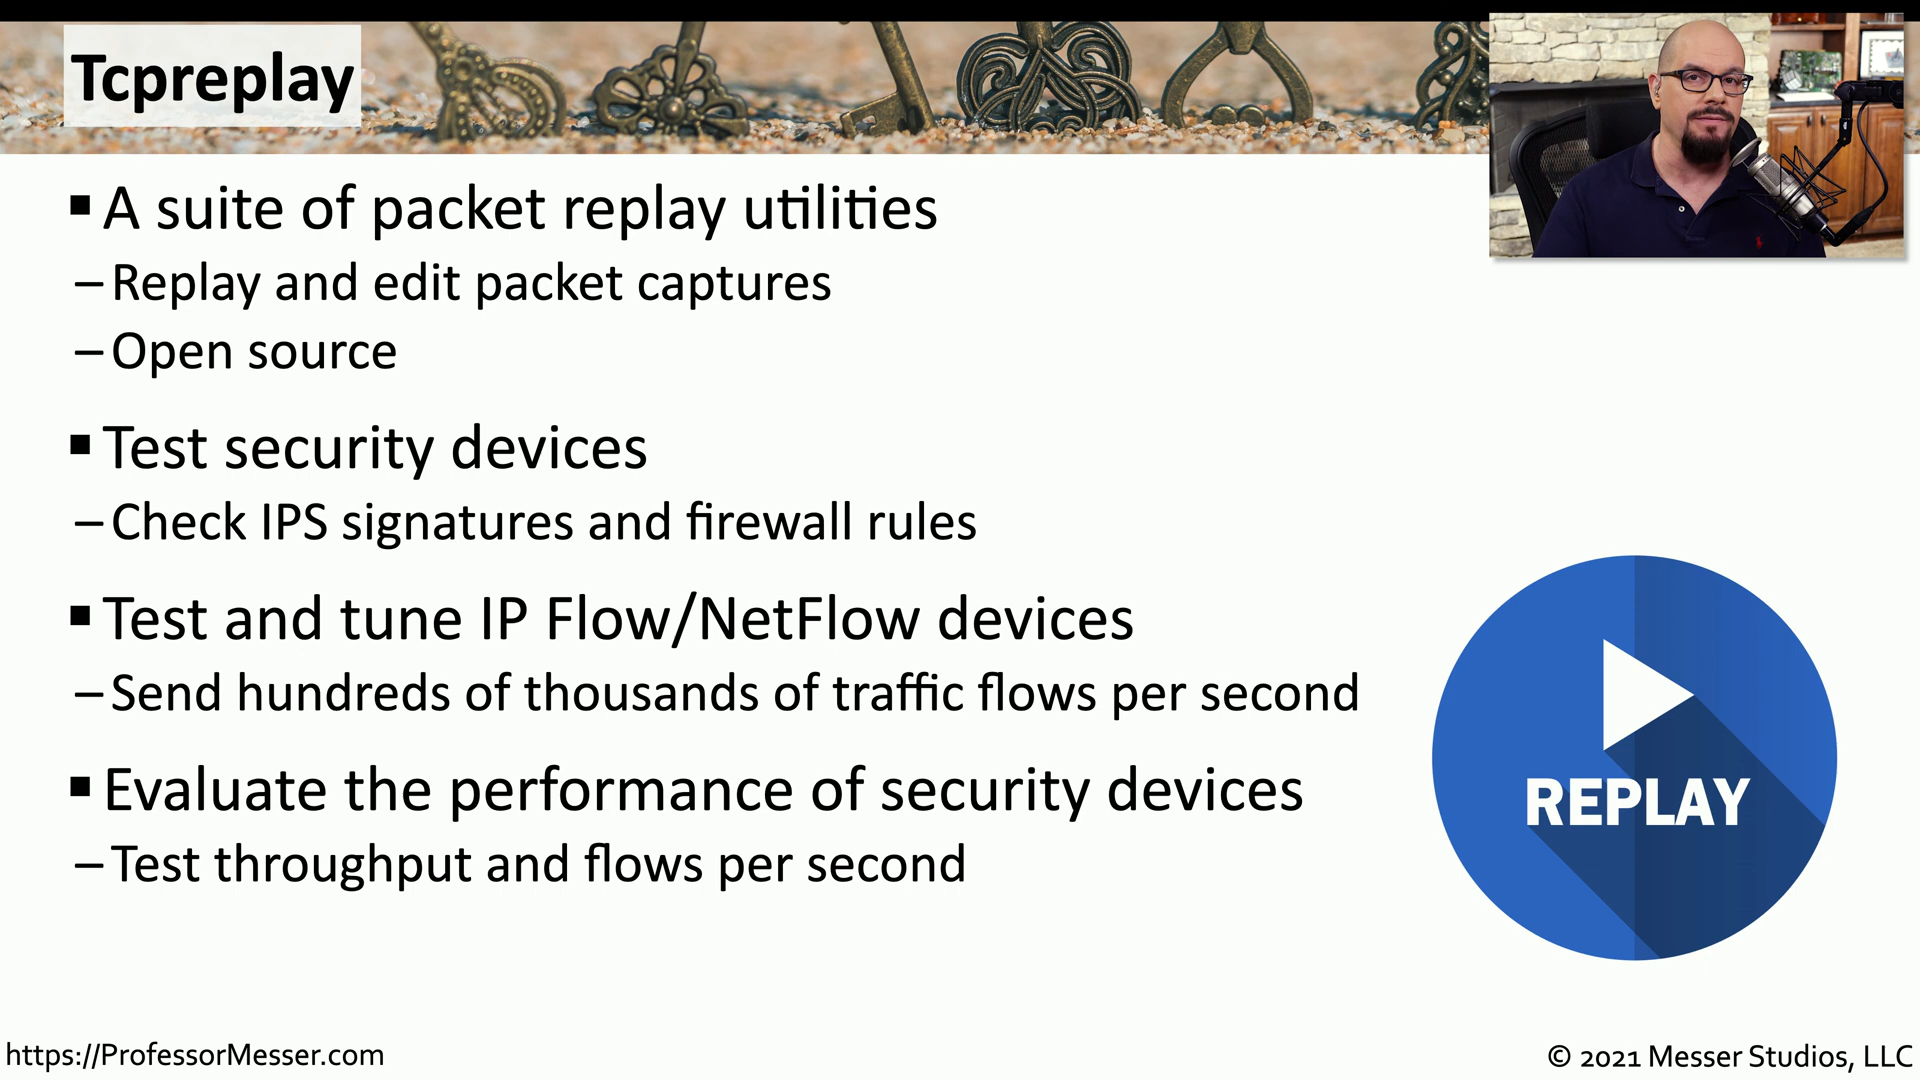 Tcpreplay
▪ A suite of packet replay utilities
– Replay and edit packet captures
– Open source
▪ Test security devices
– Check IPS signatures and firewall rules
▪ Test and tune IP Flow/NetFlow devices
– Send hundreds of thousands of traffic flows per second
▪ Evaluate the performance of security devices
– Test throughput and flows per second
REPLAY
https://ProfessorMesser.com
© 2021 Messer Studios, LLC